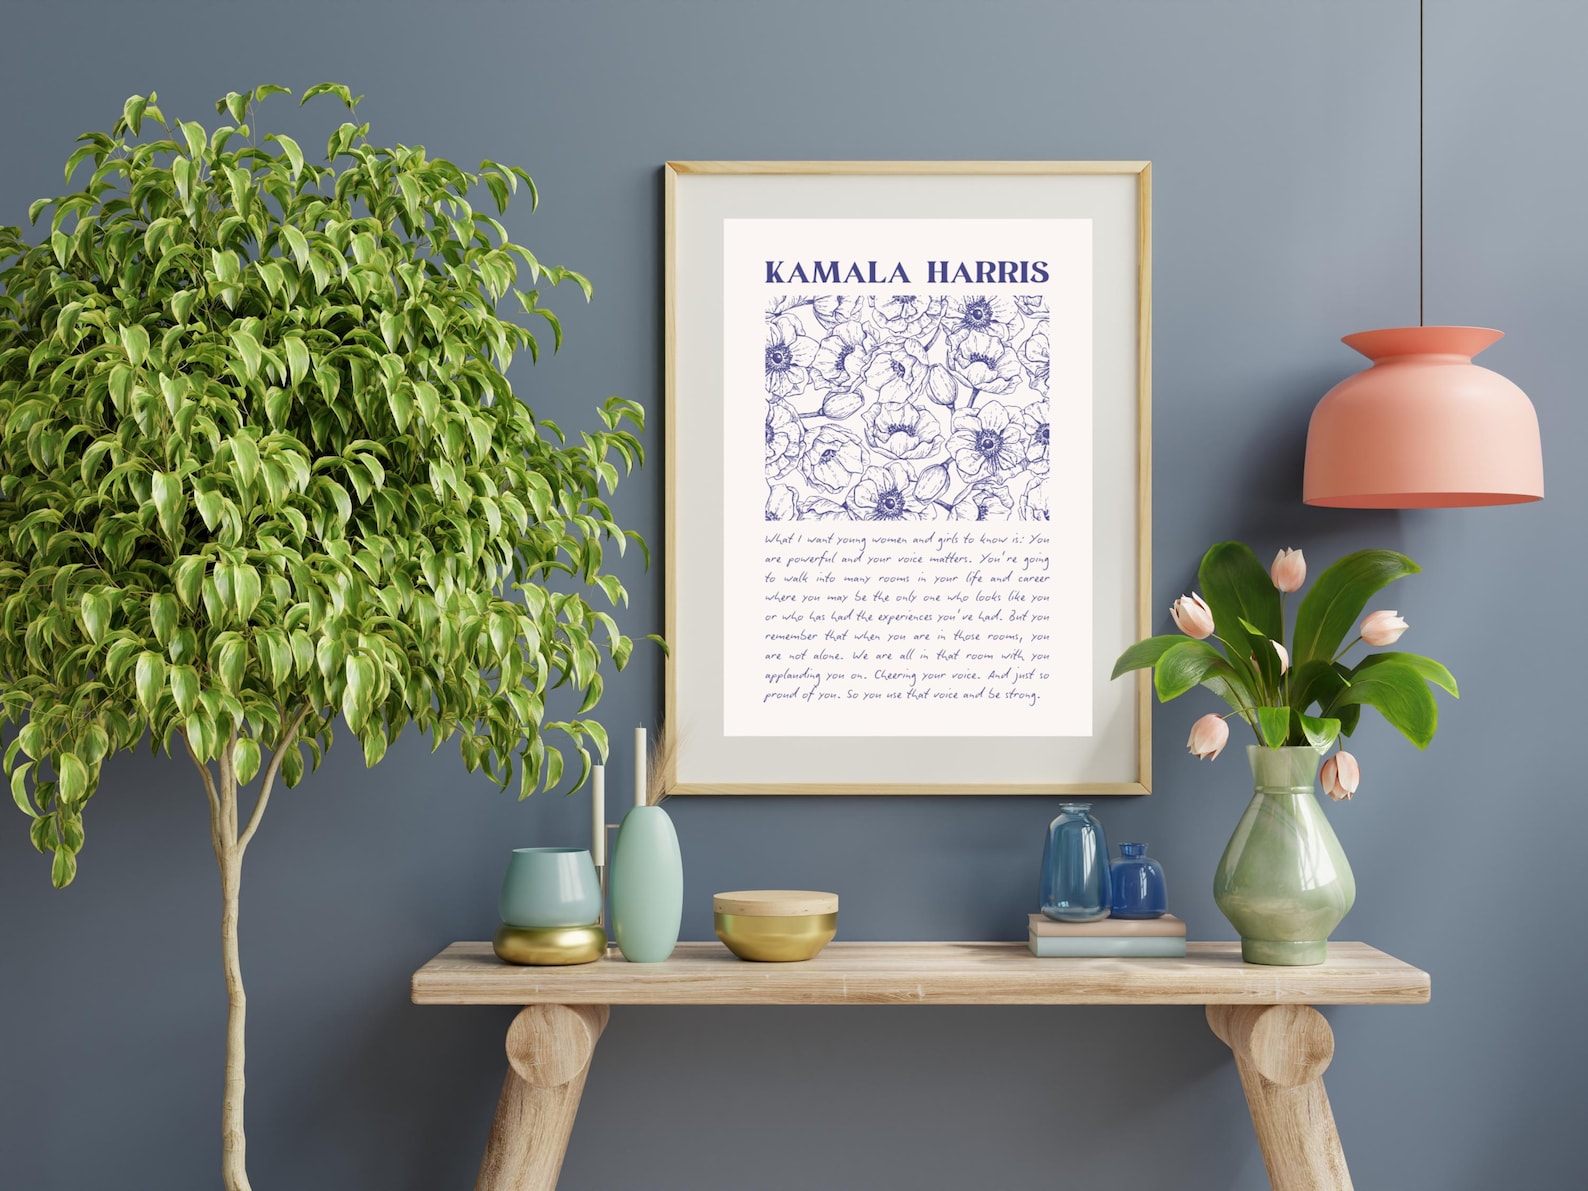 KAMALA HARRIS
What I want young women and girls to know is: You
are powerful and your voice matters. You're going
to walk into many rooms in your life and career
where you may be the only one who looks like you
or who has had the experiences you've had. But you
remember that when you are in those rooms, you
are not alone. We are all in that room with you
applauding you on. Cheering your voice. And just so
proud of you. So you use that voice and be strong.